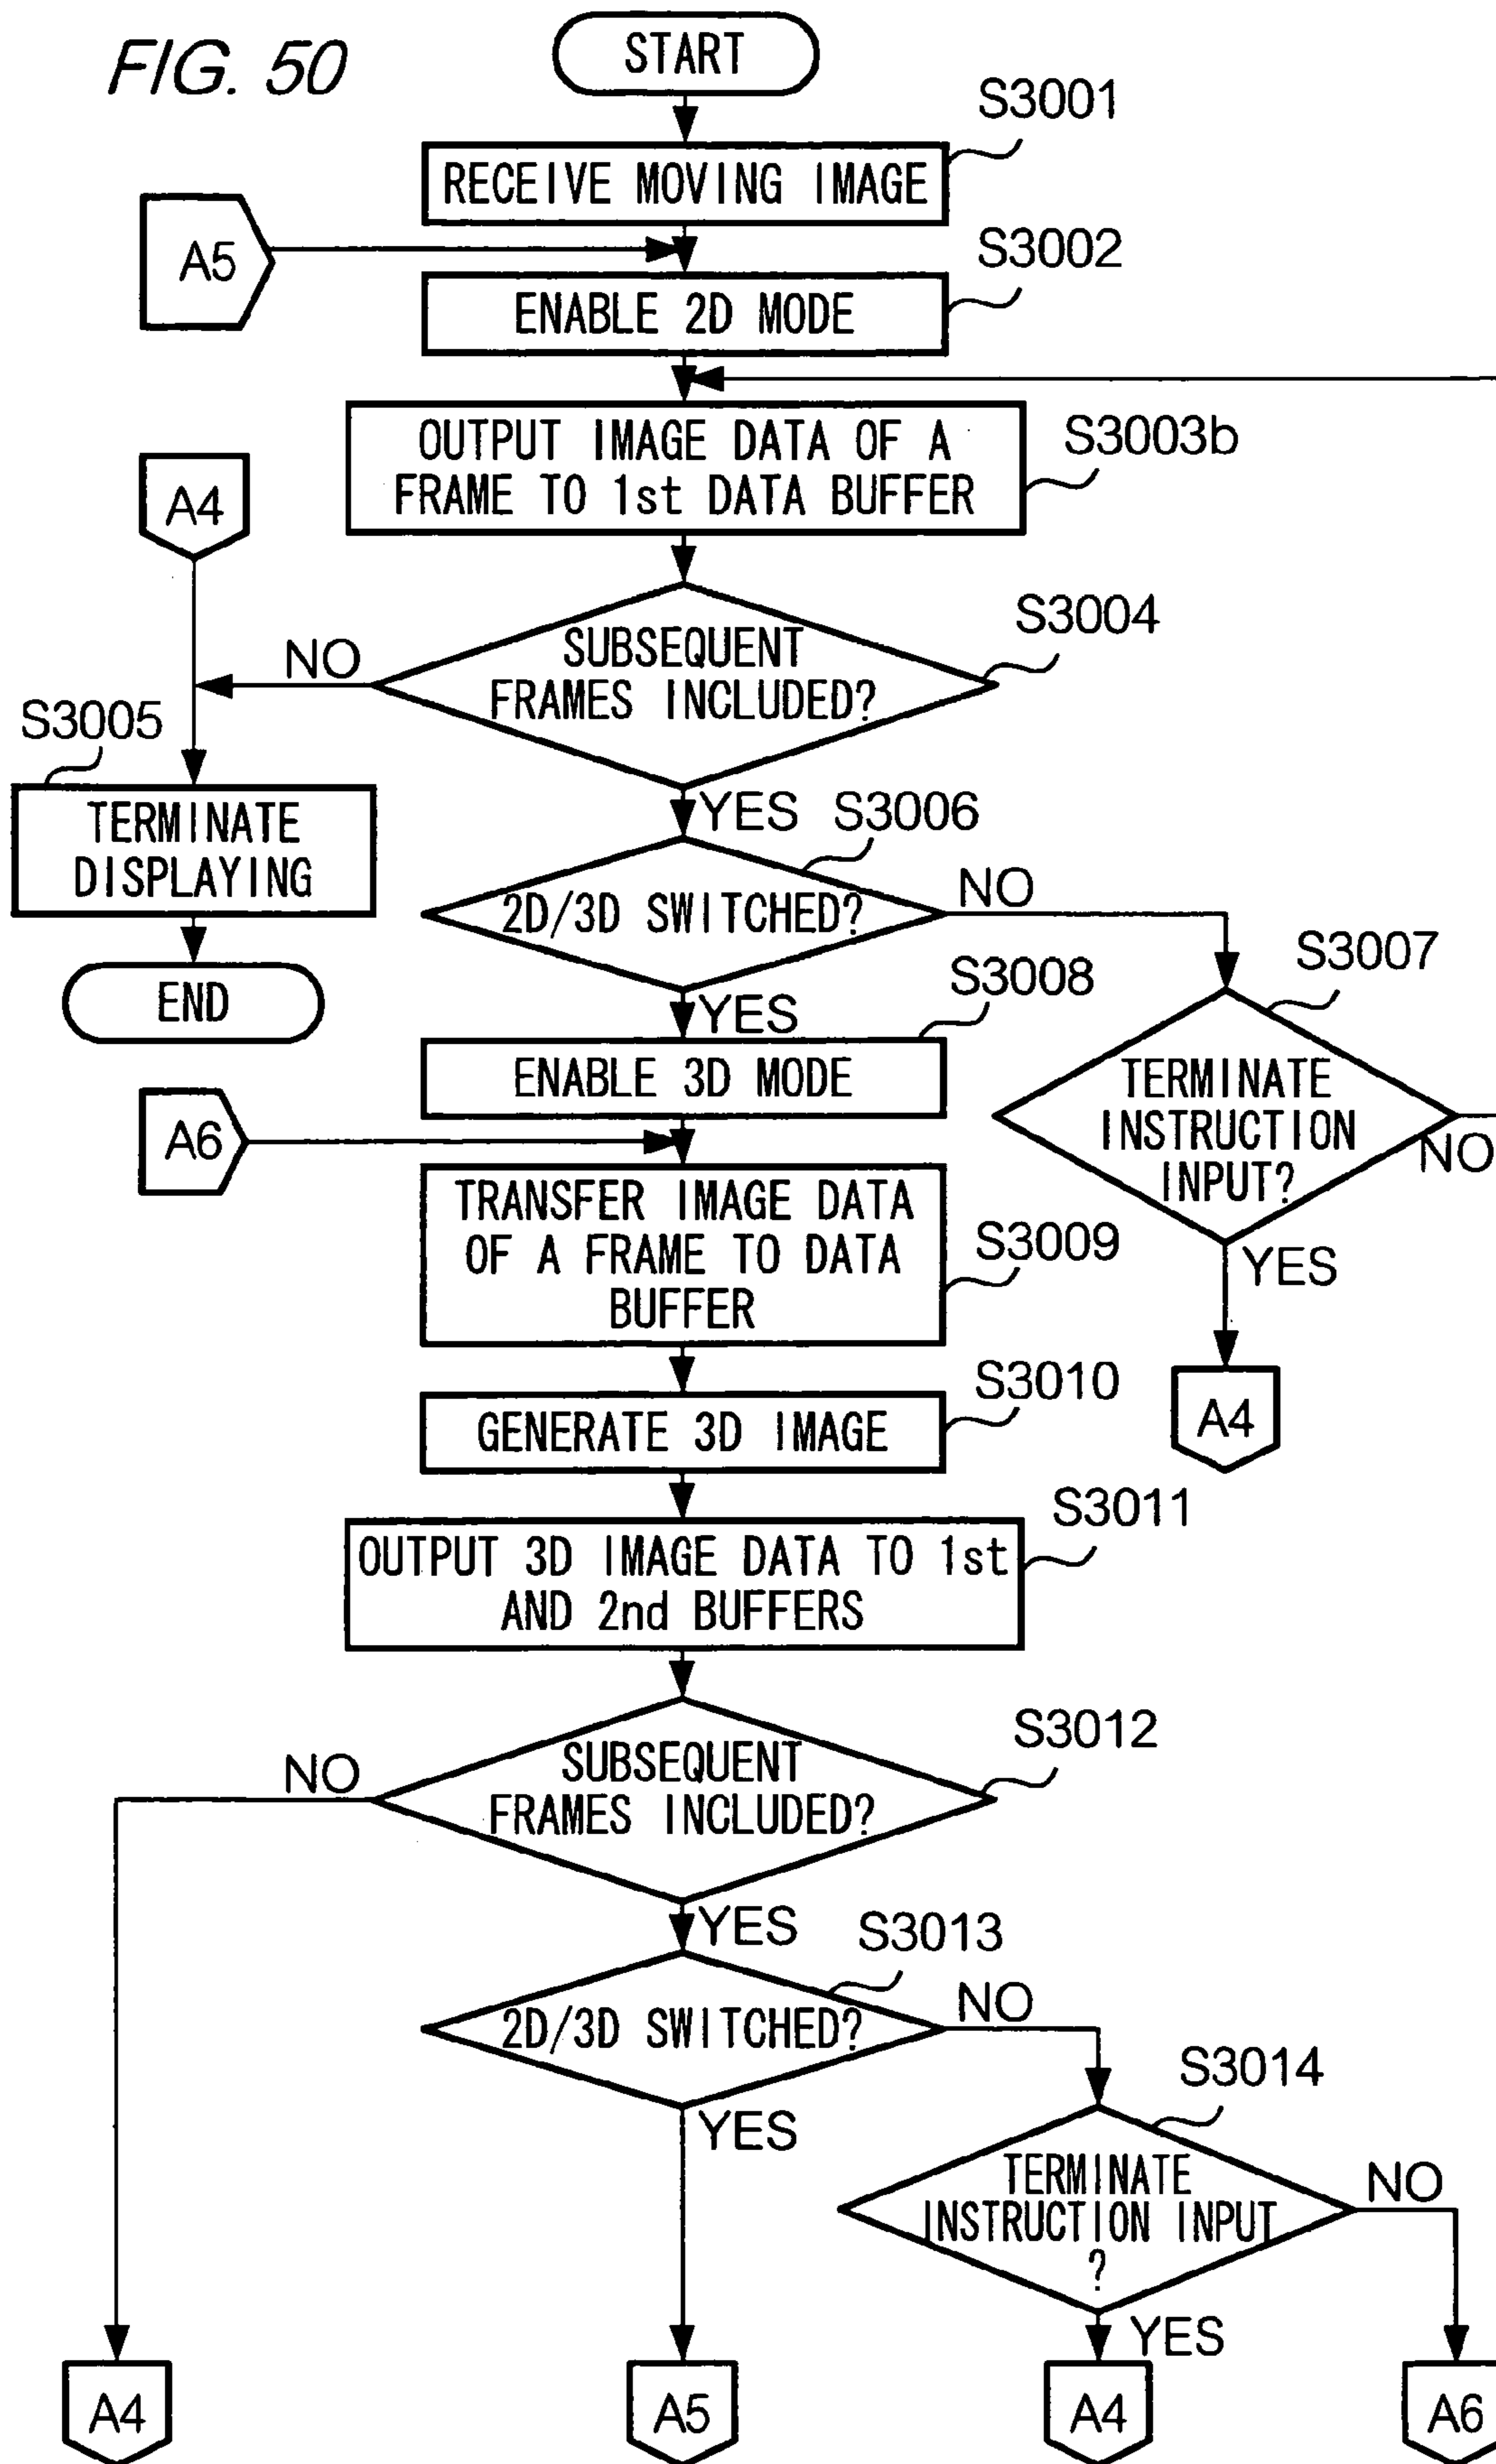 FIG. 50
START
S3001
RECEIVE MOVING IMAGE
A5
S3002
ENABLE 2D MODE
OUTPUT IMAGE DATA OF A
FRAME TO 1st DATA BUFFER
S3003b
A4
S3004
SUBSEQUENT
FRAMES INCLUDED?
NO
S3005
TERMINATE
DISPLAYING
END
YES
S3006
2D/3D SWITCHED?
NO
S3007
TERMINATE
INSTRUCTION
INPUT?
NO
YES
A4
YES
S3008
ENABLE 3D MODE
A6
TRANSFER IMAGE DATA
OF A FRAME TO DATA
BUFFER
S3009
S3010
GENERATE 3D IMAGE
S3011
OUTPUT 3D IMAGE DATA TO 1st
AND 2nd BUFFERS
S3012
SUBSEQUENT
FRAMES INCLUDED?
NO
YES
S3013
2D/3D SWITCHED?
NO
S3014
YES
TERMINATE
INSTRUCTION INPUT
?
NO
YES
A4
A5
A4
A6